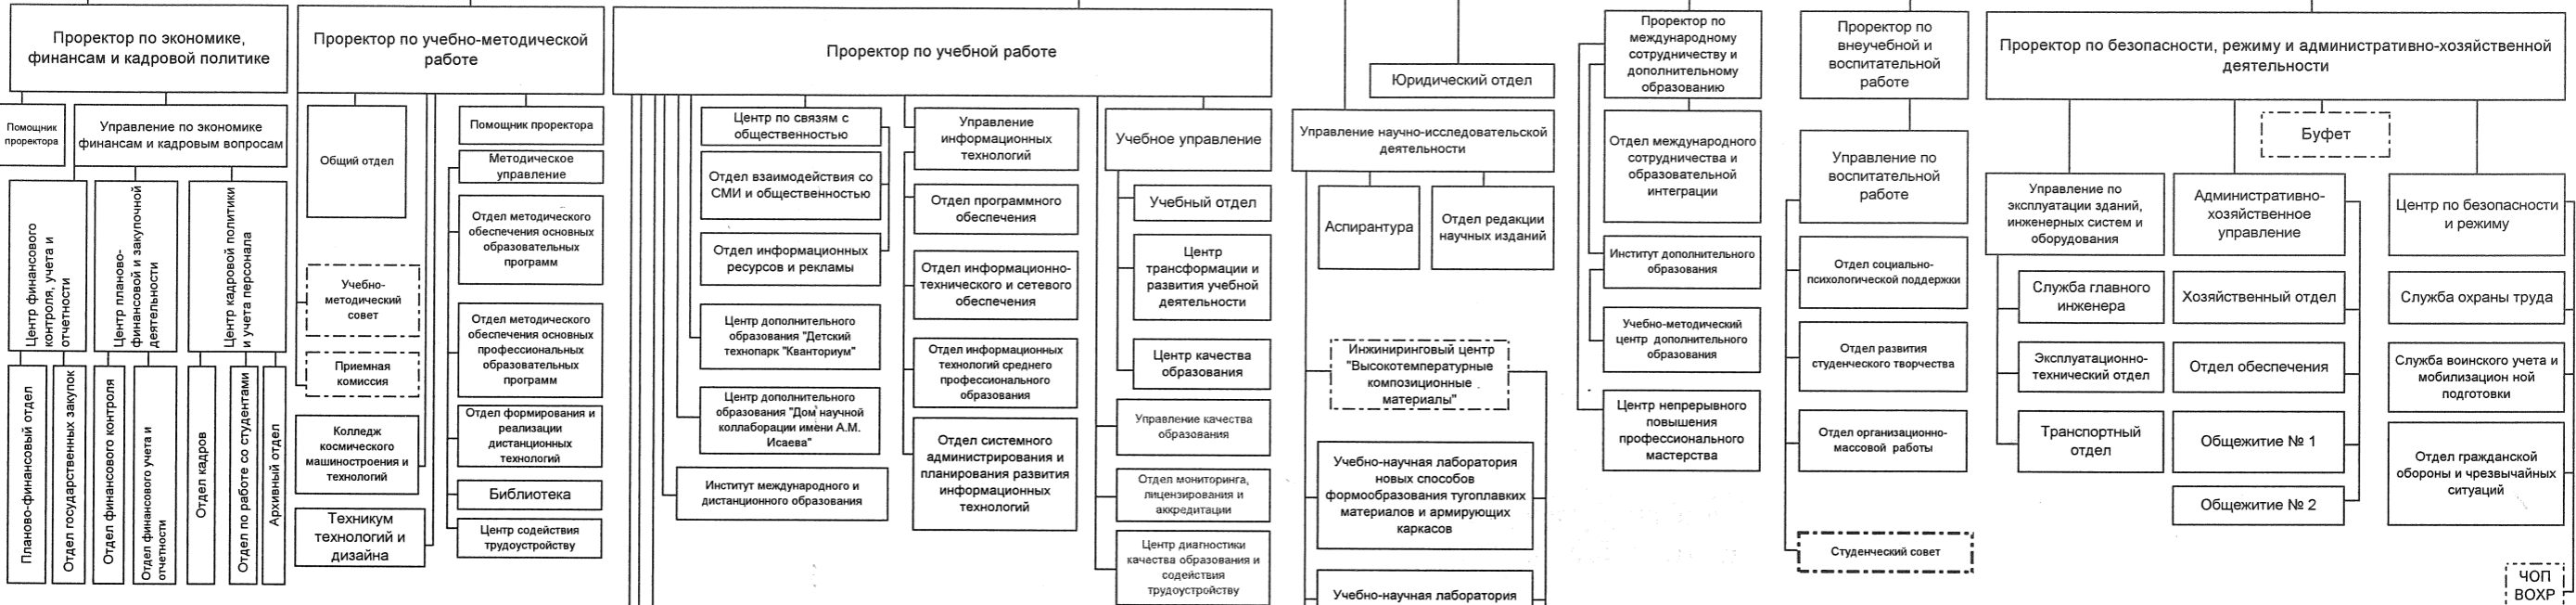 Проректор по экономике,
финансам и кадровой политике
Помощник
проректора
Управление по экономике
финансам и кадровым вопросам
Центр финансового
контроля, учета и
отчетности
Центр планово-
финансовой и закупочной
деятельности
Центр кадровой политики
и учета персонала
Планово-финансовый отдел
Отдел государственных закупок
Отдел финансового контроля
Отдел финансового учета и
отчетности
Отдел кадров
Отдел по работе со студентами
Архивный отдел
Проректор по учебно-методической
работе
Общий отдел
Учебно-
методический
совет
Приемная
комиссия
Колледж
космического
машиностроения и
технологий
Техникум
технологий и
дизайна
Помощник проректора
Методическое
управление
Отдел методического
обеспечения основных
образовательных
программ
Отдел методического
обеспечения основных
профессиональных
образовательных
программ
Отдел формирования и
реализации
дистанционных
технологий
Библиотека
Центр содействия
трудоустройству
Проректор по учебной работе
Центр по связям с
общественностью
Отдел взаимодействия со
СМИ и общественностью
Отдел информационных
ресурсов и рекламы
Центр дополнительного
образования "Детский
технопарк "Кванториум"
Центр дополнительного
образования "Дом научной
коллаборации имени А.М.
Исаева"
Институт международного и
дистанционного образования
Управление
информационных
технологий
Отдел программного
обеспечения
Отдел информационно-
технического и сетевого
обеспечения
Отдел информационных
технологий среднего
профессионального
образования
Отдел системного
администрирования и
планирования развития
информационных
технологий
Учебное управление
Учебный отдел
Центр
трансформации и
развития учебной
деятельности
Центр качества
образования
Управление качества
образования
Отдел мониторинга,
лицензирования и
аккредитации
Центр диагностики
качества образования и
содействия
трудоустройству
Юридический отдел
Управление научно-исследовательской
деятельности
Аспирантура
Отдел редакции
научных изданий
Инжиниринговый центр
"Высокотемпературные
композиционные
материалы"
Учебно-научная лаборатория
новых способов
формообразования тугоплавких
материалов и армирующих
каркасов
Учебно-научная лаборатория
Проректор по
международному
сотрудничеству и
дополнительному
образованию
Отдел международного
сотрудничества и
образовательной
интеграции
Институт дополнительного
образования
Учебно-методический
центр дополнительного
образования
Центр непрерывного
повышения
профессионального
мастерства
Проректор по
внеучебной и
воспитательной
работе
Управление по
воспитательной
работе
Отдел социально-
психологической поддержки
Отдел развития
студенческого творчества
Отдел организационно-
массовой работы
Студенческий совет
Проректор по безопасности, режиму и административно-хозяйственной
деятельности
Буфет
Управление по
эксплуатации зданий,
инженерных систем и
оборудования
Служба главного
инженера
Эксплуатационно-
технический отдел
Транспортный
отдел
Административно-
хозяйственное
управление
Хозяйственный отдел
Отдел обеспечения
Общежитие № 1
Общежитие № 2
Центр по безопасности
и режиму
Служба охраны труда
Служба воинского учета и
мобилизацион ной
подготовки
Отдел гражданской
обороны и чрезвычайных
ситуаций
ЧОП
ВОХР